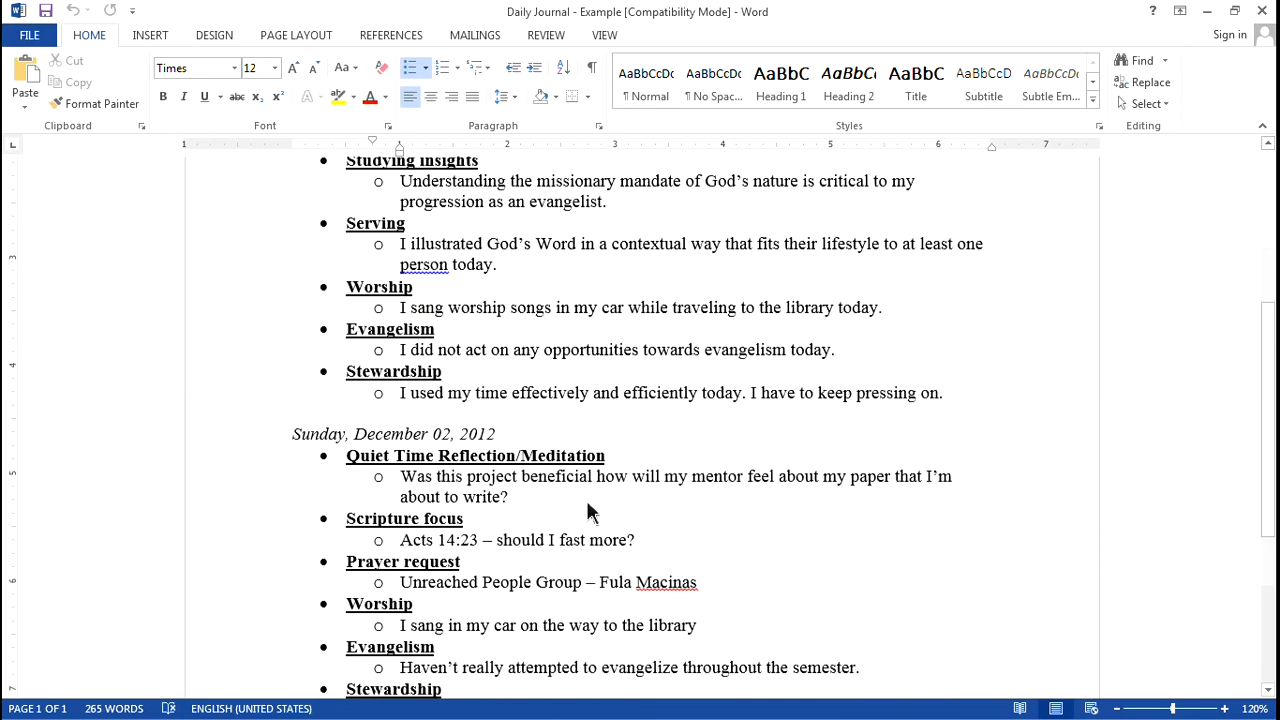 Daily Journal - Example [Compatibility Mode] - Word
FILE HOME INSERT DESIGN PAGE LAYOUT REFERENCES MAILINGS REVIEW VIEW Sign in
Paste Cut Copy Format Painter
Times 12
AaBbCcDc AaBbCcDc AaBbC AaBbCc AaBbC AaBbCcD AaBbCcDc
¶ Normal ¶ No Spac... Heading 1 Heading 2 Title Subtitle Subtle Em...
Find
Replace
Select
Clipboard Font Paragraph Styles Editing
1 1 2 3 4 5 6 7
• Studying insights
o Understanding the missionary mandate of God's nature is critical to my
progression as an evangelist.
• Serving
o I illustrated God's Word in a contextual way that fits their lifestyle to at least one
person today.
• Worship
o I sang worship songs in my car while traveling to the library today.
• Evangelism
o I did not act on any opportunities towards evangelism today.
• Stewardship
o I used my time effectively and efficiently today. I have to keep pressing on.
Sunday, December 02, 2012
• Quiet Time Reflection/Meditation
o Was this project beneficial how will my mentor feel about my paper that I'm
about to write?
• Scripture focus
o Acts 14:23 – should I fast more?
• Prayer request
o Unreached People Group – Fula Macinas
• Worship
o I sang in my car on the way to the library
• Evangelism
o Haven't really attempted to evangelize throughout the semester.
• Stewardship
PAGE 1 OF 1 265 WORDS ENGLISH (UNITED STATES) 120%